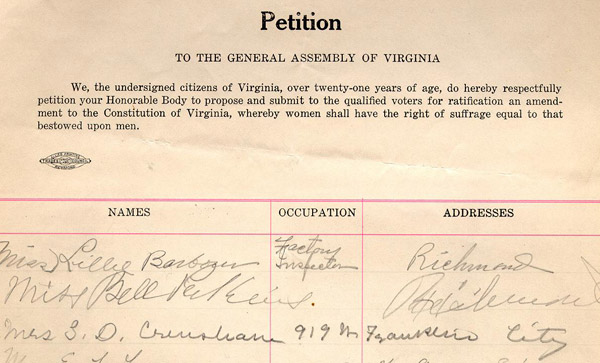 Petition
TO THE GENERAL ASSEMBLY OF VIRGINIA
We, the undersigned citizens of Virginia, over twenty-one years of age, do hereby respectfully
petition your Honorable Body to propose and submit to the qualified voters for ratification an amend-
ment to the Constitution of Virginia, whereby women shall have the right of suffrage equal to that
bestowed upon men.
NAMES OCCUPATION ADDRESSES
Miss Lillie Barbour Factory Inspector Richmond
Miss Bell Perkins Richmond
Mrs S. D. Crenshaw 919 W Franklin City